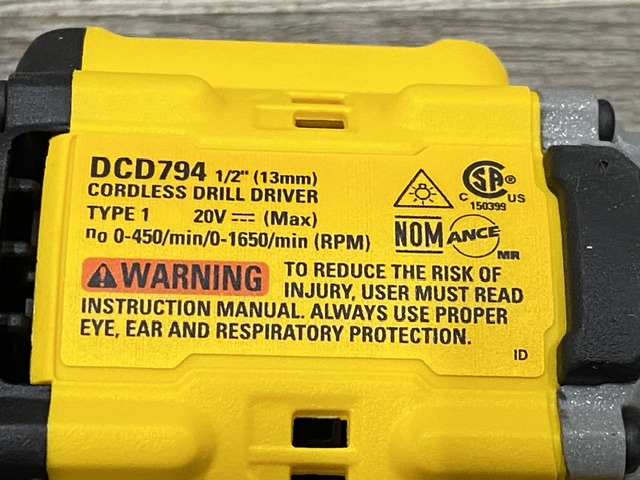 DCD794 1/2" (13mm)
CORDLESS DRILL DRIVER
TYPE 1 20V ⎓ (Max)
n₀ 0-450/min/0-1650/min (RPM)
CSA®
C US
150399
NOM ANCE
MR
⚠WARNING TO REDUCE THE RISK OF
INJURY, USER MUST READ
INSTRUCTION MANUAL. ALWAYS USE PROPER
EYE, EAR AND RESPIRATORY PROTECTION.
ID